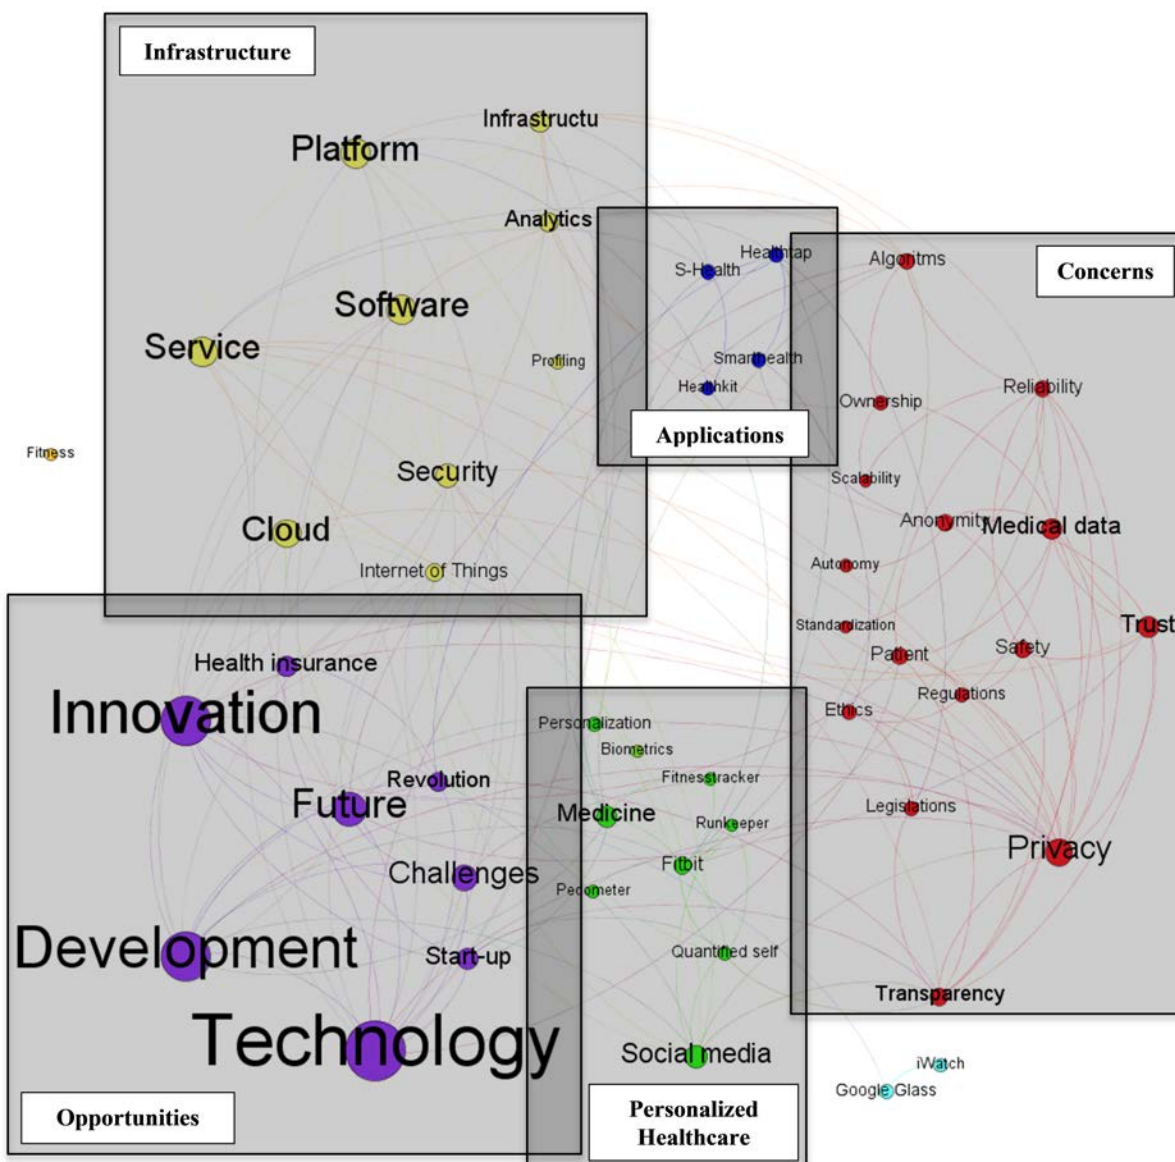 Infrastructure
Infrastructu
Platform
Analytics
Software
Service
Profiling
Security
Cloud
Internet of Things
Fitness
Healthtap
S-Health
Smarthealth
Healthkit
Applications
Concerns
Algoritms
Reliability
Ownership
Scalability
Anonymity
Medical data
Autonomy
Standardization
Trust
Patient
Safety
Regulations
Ethics
Legislations
Privacy
Transparency
Health insurance
Innovation
Revolution
Future
Challenges
Development
Start-up
Technology
Opportunities
Personalization
Biometrics
Fitnesstracker
Medicine
Runkeeper
Fitbit
Pedometer
Quantified self
Social media
Personalized
Healthcare
iWatch
Google Glass